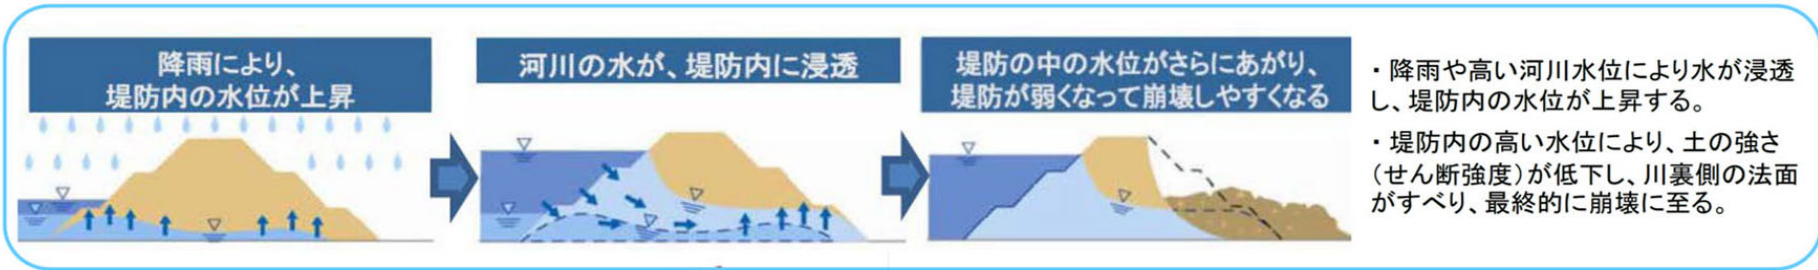 降雨により、
堤防内の水位が上昇
河川の水が、堤防内に浸透
堤防の中の水位がさらにあがり、
堤防が弱くなって崩壊しやすくなる
・降雨や高い河川水位により水が浸透
し、堤防内の水位が上昇する。
・堤防内の高い水位により、土の強さ
(せん断強度)が低下し、川裏側の法面
がすべり、最終的に崩壊に至る。